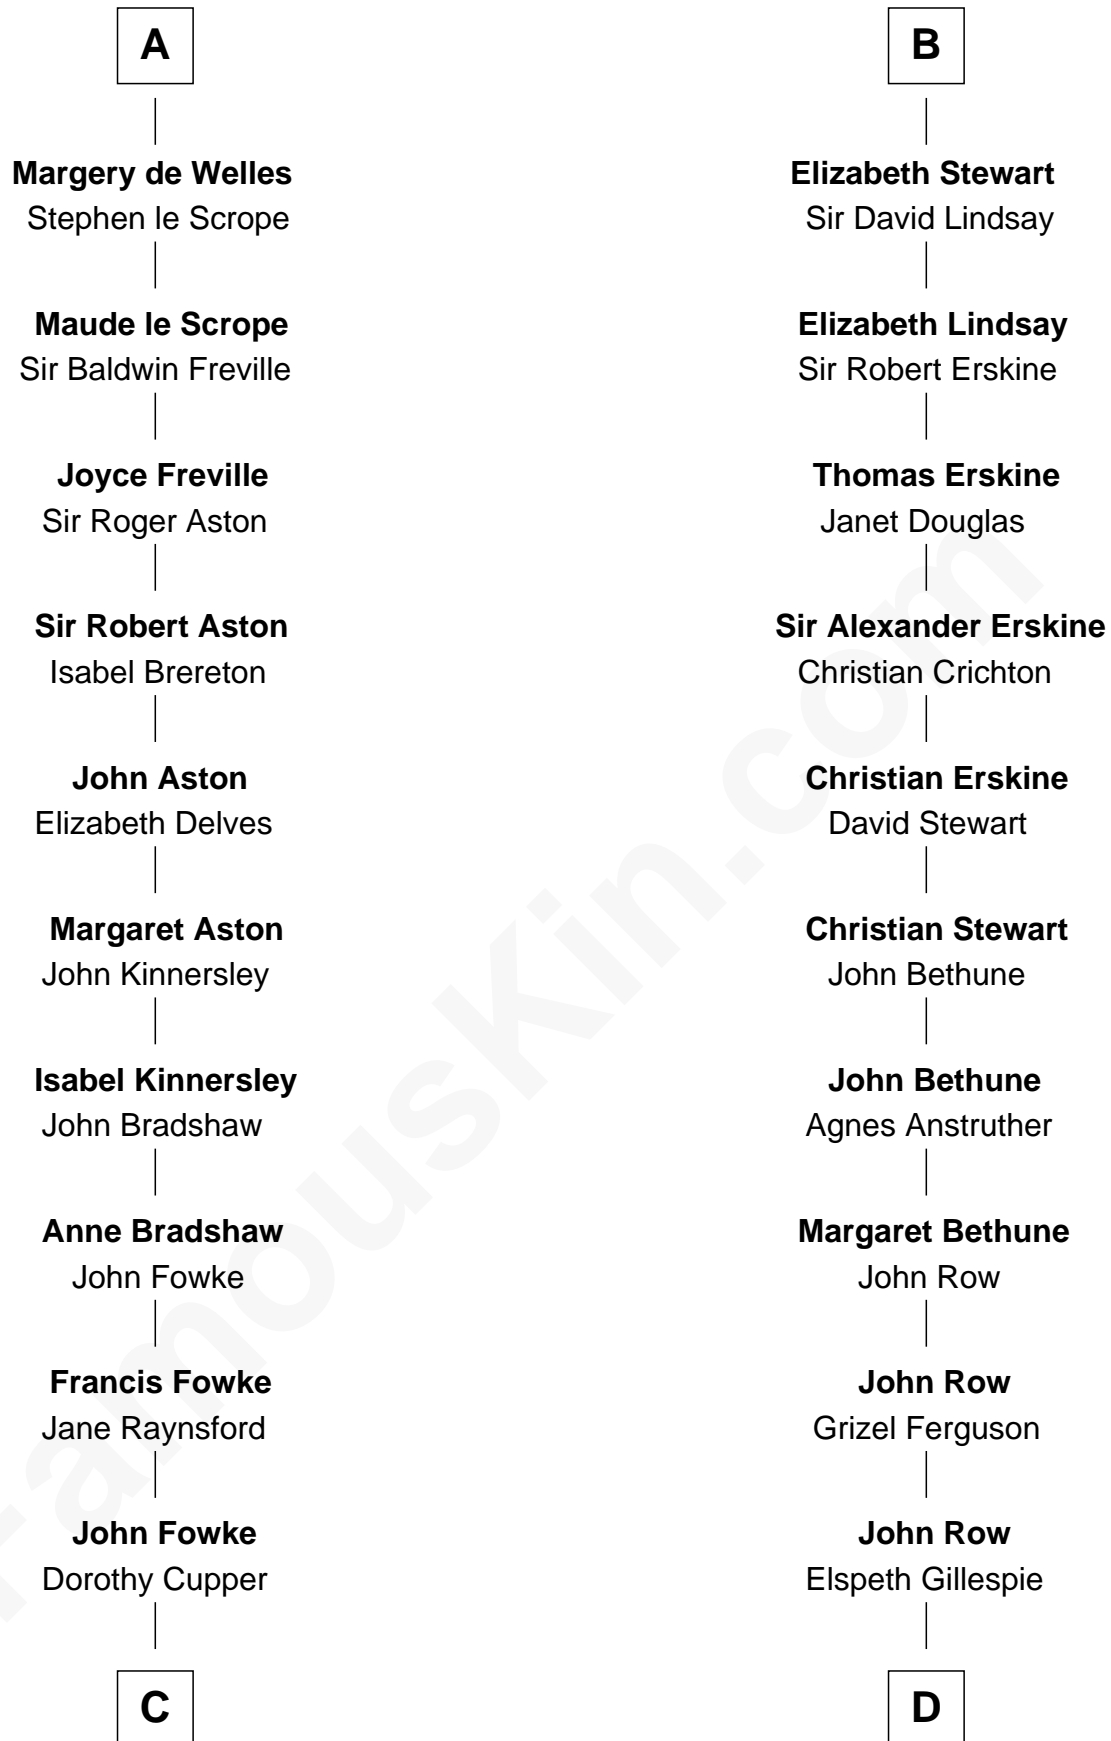 A
Margery de Welles
Stephen le Scrope
Maude le Scrope
Sir Baldwin Freville
Joyce Freville
Sir Roger Aston
Sir Robert Aston
Isabel Brereton
John Aston
Elizabeth Delves
Margaret Aston
John Kinnersley
Isabel Kinnersley
John Bradshaw
Anne Bradshaw
John Fowke
Francis Fowke
Jane Raynsford
John Fowke
Dorothy Cupper
C
B
Elizabeth Stewart
Sir David Lindsay
Elizabeth Lindsay
Sir Robert Erskine
Thomas Erskine
Janet Douglas
Sir Alexander Erskine
Christian Crichton
Christian Erskine
David Stewart
Christian Stewart
John Bethune
John Bethune
Agnes Anstruther
Margaret Bethune
John Row
John Row
Grizel Ferguson
John Row
Elspeth Gillespie
D
FamousKin.com